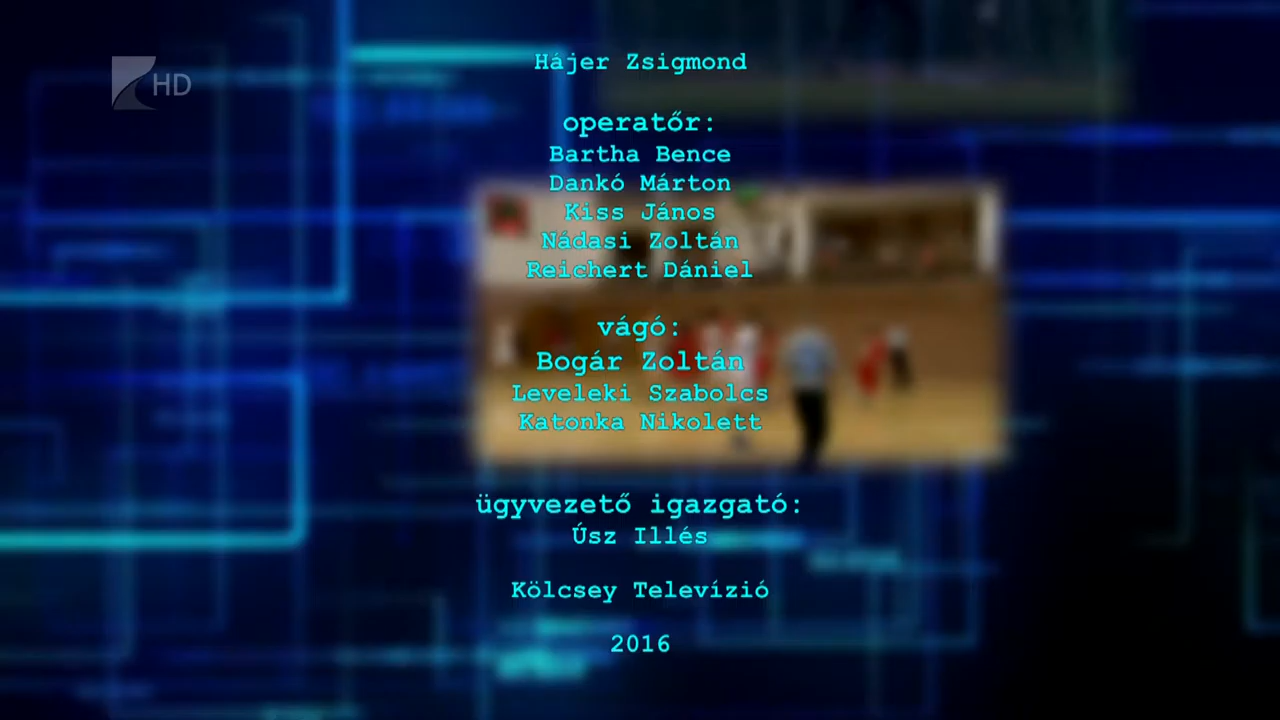 HD
Hájer Zsigmond
operatőr:
Bartha Bence
Dankó Márton
Kiss János
Nádasi Zoltán
Reichert Dániel
vágó:
Bogár Zoltán
Leveleki Szabolcs
Katonka Nikolett
ügyvezető igazgató:
Úsz Illés
Kölcsey Televízió
2016